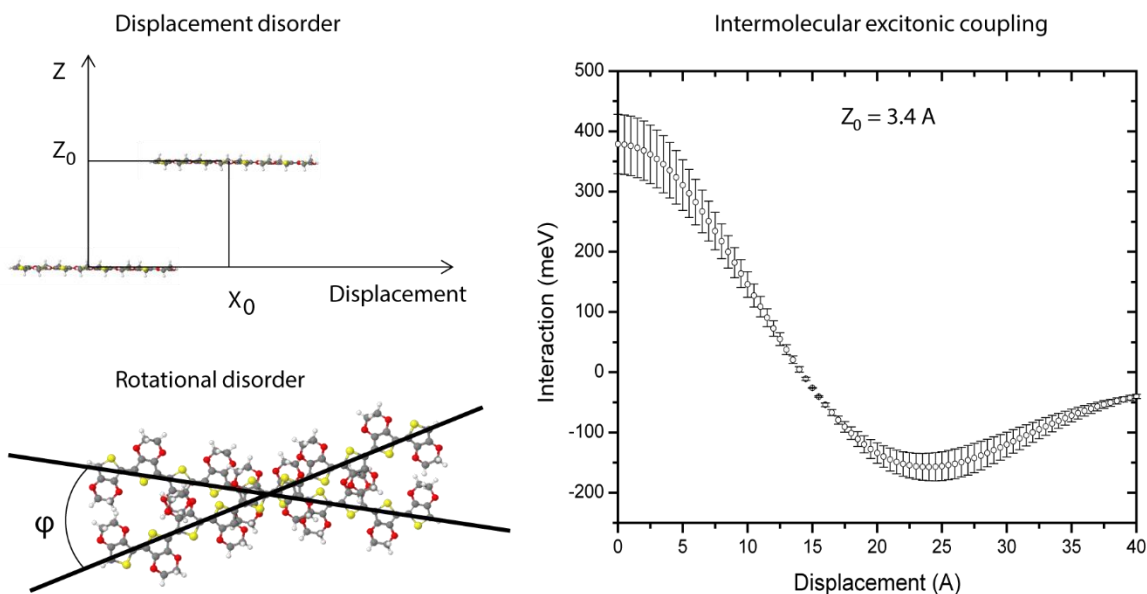 Displacement disorder
Z
Z₀
X₀
Displacement
Rotational disorder
φ
Intermolecular excitonic coupling
Z₀ = 3.4 A
Interaction (meV)
500
400
300
200
100
0
-100
-200
0 5 10 15 20 25 30 35 40
Displacement (A)